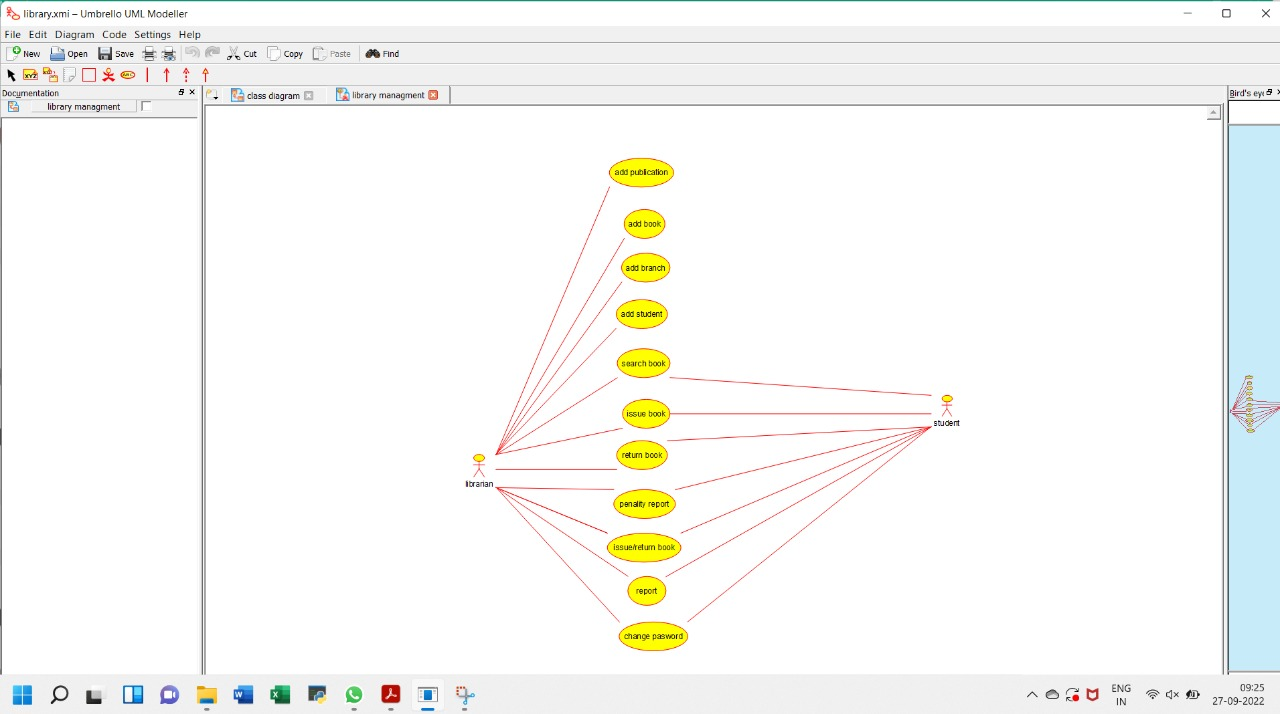 library.xmi – Umbrello UML Modeller
File Edit Diagram Code Settings Help
New Open Save Cut Copy Paste Find
Documentation
library managment
class diagram library managment
Bird's eye
add publication
add book
add branch
add student
search book
issue book
student
return book
librarian
penality report
issue/return book
report
change pasword
ENG
IN
09:25
27-09-2022